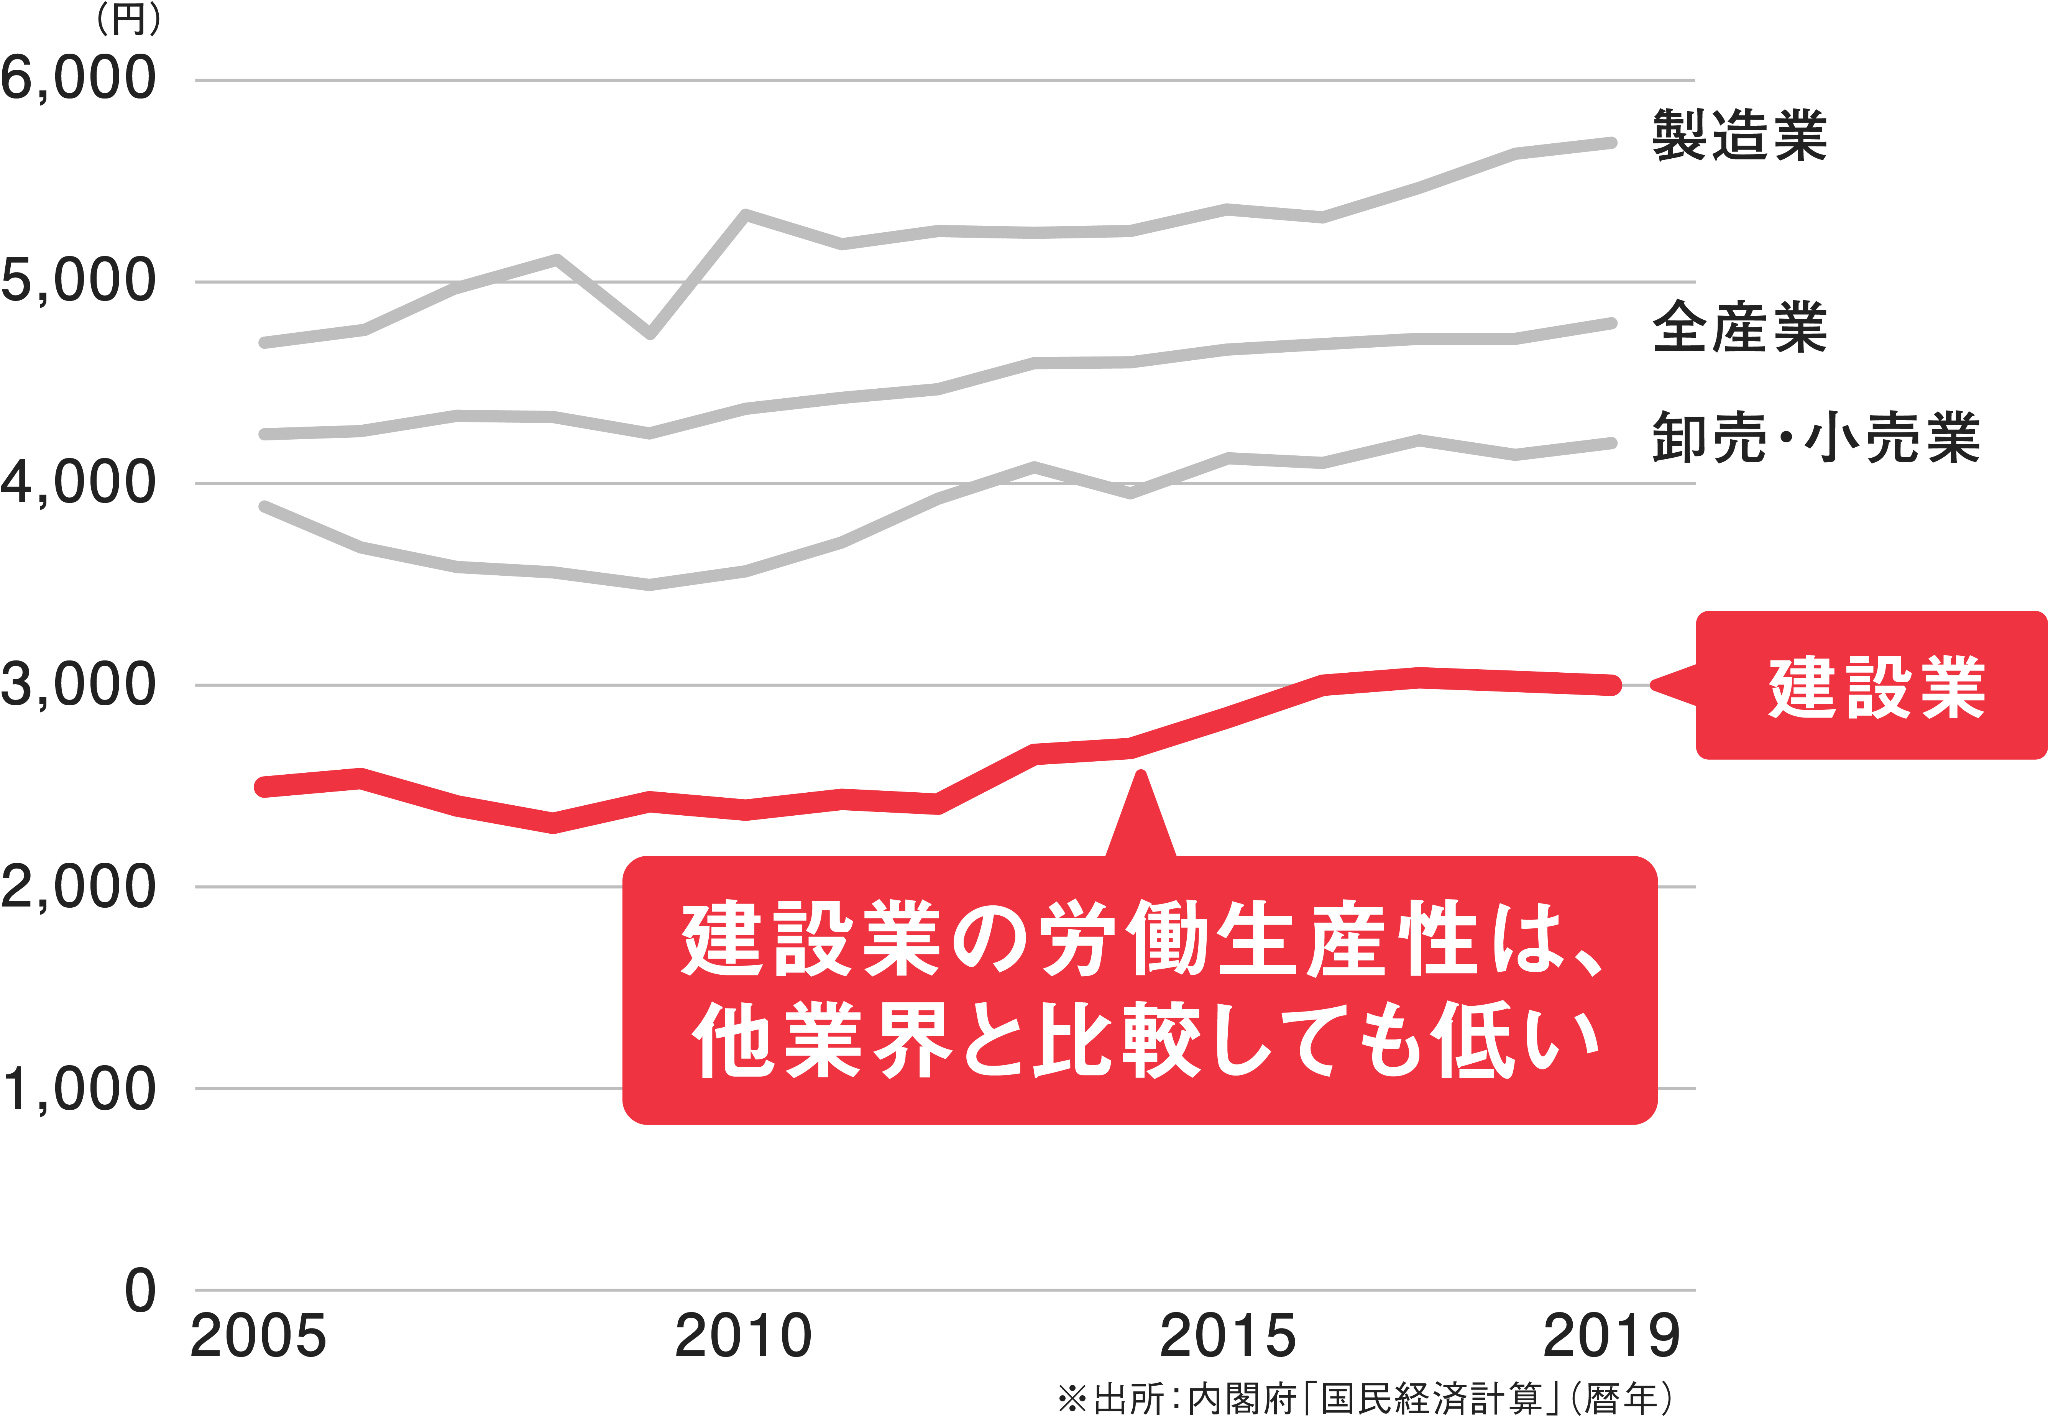 （円）
6,000
製造業
5,000
全産業
卸売・小売業
4,000
3,000
建設業
2,000
建設業の労働生産性は、
他業界と比較しても低い
1,000
0
2005 2010 2015 2019
※出所：内閣府「国民経済計算」（暦年）